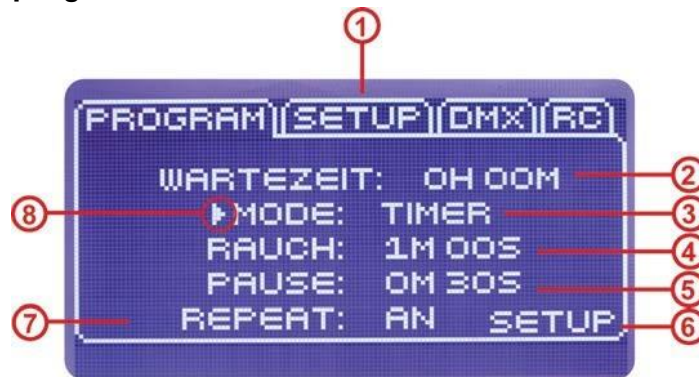 1
PROGRAM SETUP DMX RC
WARTEZEIT: 0H 00M 2
8 MODE: TIMER 3
RAUCH: 1M 00S 4
PAUSE: 0M 30S 5
7 REPEAT: AN SETUP 6